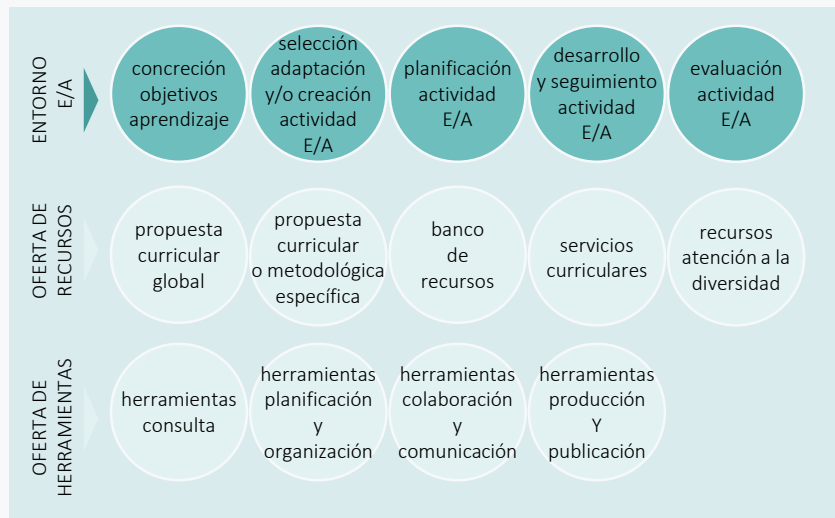 ENTORNO
E/A
concreción
objetivos
aprendizaje
selección
adaptación
y/o creación
actividad
E/A
planificación
actividad
E/A
desarrollo
y seguimiento
actividad
E/A
evaluación
actividad
E/A
OFERTA DE
RECURSOS
propuesta
curricular
global
propuesta
curricular
o metodológica
específica
banco
de
recursos
servicios
curriculares
recursos
atención a la
diversidad
OFERTA DE
HERRAMIENTAS
herramientas
consulta
herramientas
planificación
y
organización
herramientas
colaboración
y
comunicación
herramientas
producción
Y
publicación